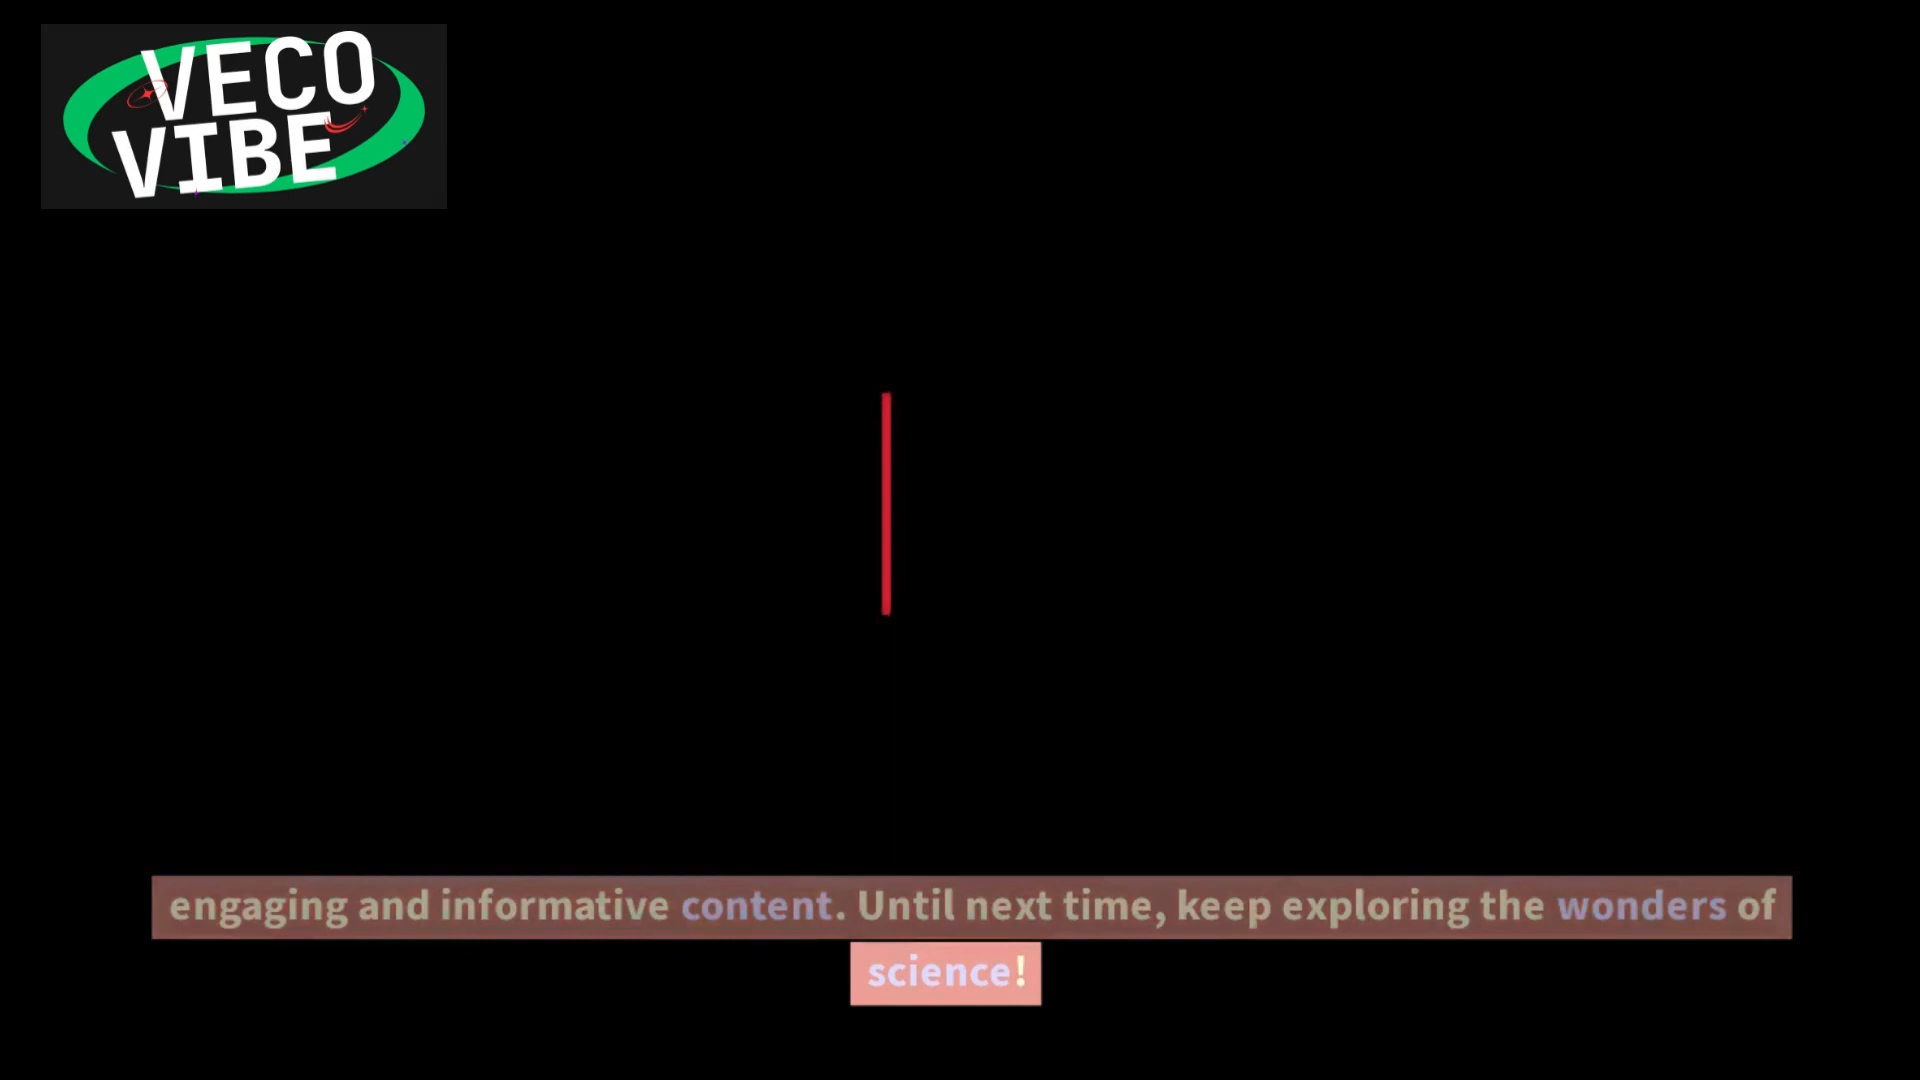 VECO
VIBE
engaging and informative content. Until next time, keep exploring the wonders of
science!